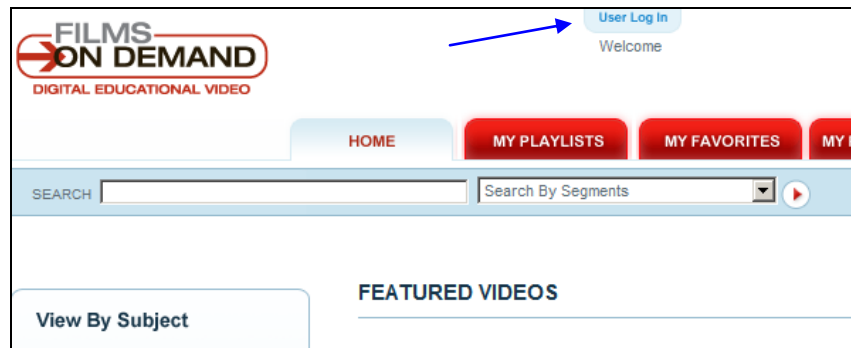 User Log In
Welcome
FILMS
ON DEMAND
DIGITAL EDUCATIONAL VIDEO
HOME
MY PLAYLISTS
MY FAVORITES
MY
SEARCH
Search By Segments
FEATURED VIDEOS
View By Subject